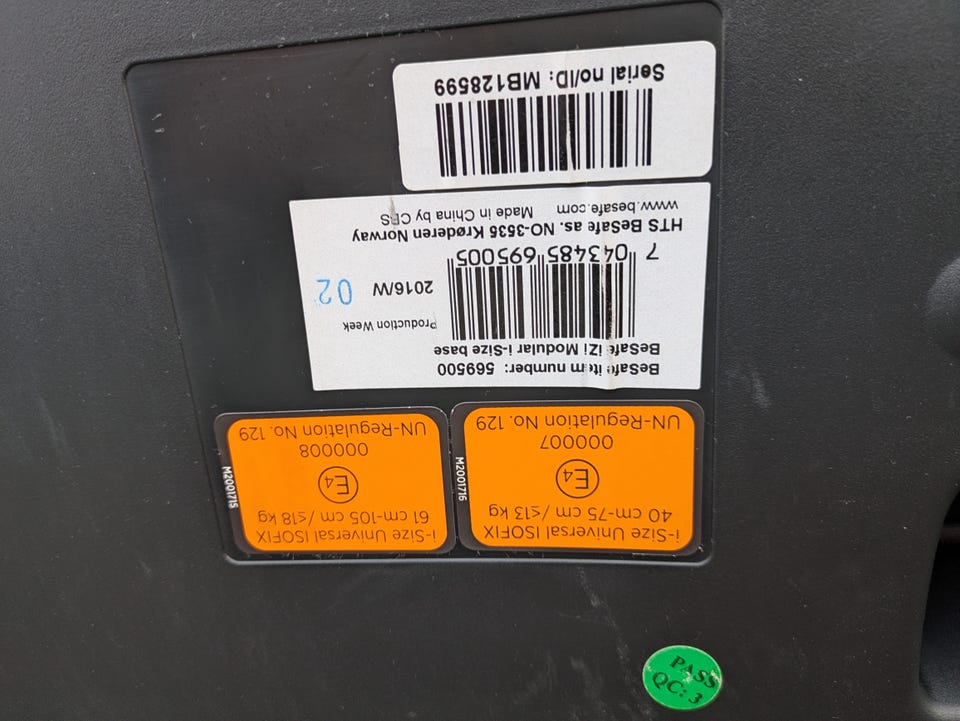 i-Size Universal ISOFIX
40 cm-75 cm /≤13 kg
E4
000007
UN-Regulation No. 129
M2001716
i-Size Universal ISOFIX
61 cm-105 cm /≤18 kg
E4
000008
UN-Regulation No. 129
M2001715
BeSafe item number: 569500
BeSafe iZi Modular i-Size base
Production Week
2016/W 02
7 043485 695005
HTS BeSafe as. NO-3535 Krøderen Norway
www.besafe.com Made in China by CBS
Serial no/ID: MB128599
PASS
QC: 3